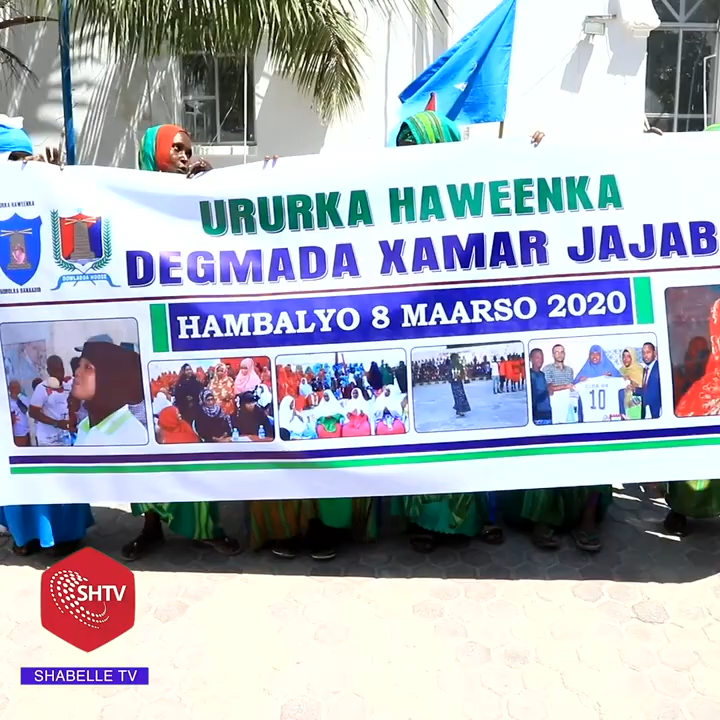 URURKA HAWEENKA
DEGMADA XAMAR JAJAB
HAMBALYO 8 MAARSO 2020
10
SHTV
SHABELLE TV